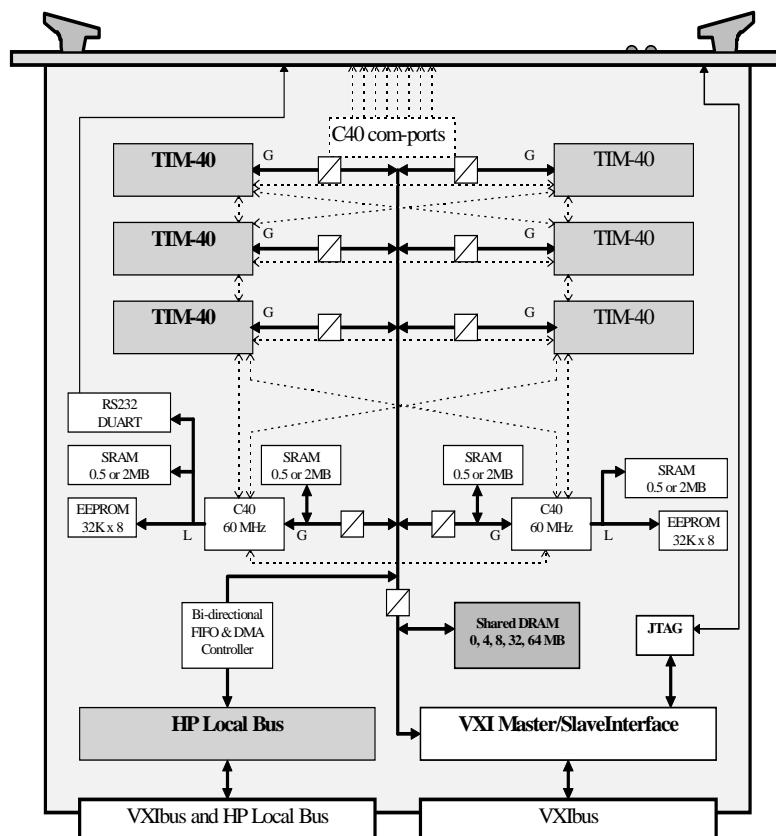 C40 com-ports
TIM-40
G
G
TIM-40
TIM-40
G
G
TIM-40
TIM-40
G
G
TIM-40
RS232
DUART
SRAM
0.5 or 2MB
EEPROM
32K x 8
L
C40
60 MHz
SRAM
0.5 or 2MB
G
SRAM
0.5 or 2MB
G
C40
60 MHz
L
SRAM
0.5 or 2MB
EEPROM
32K x 8
Bi-directional
FIFO & DMA
Controller
Shared DRAM
0, 4, 8, 32, 64 MB
JTAG
HP Local Bus
VXI Master/SlaveInterface
VXIbus and HP Local Bus
VXIbus